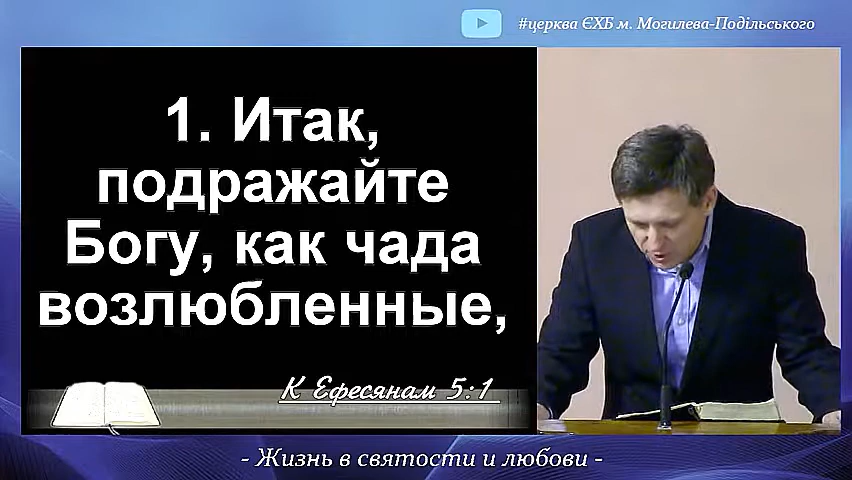 #церква ЄХБ м. Могилева-Подільського
1. Итак,
подражайте
Богу, как чада
возлюбленные,
К Ефесянам 5:1
- Жизнь в святости и любови -